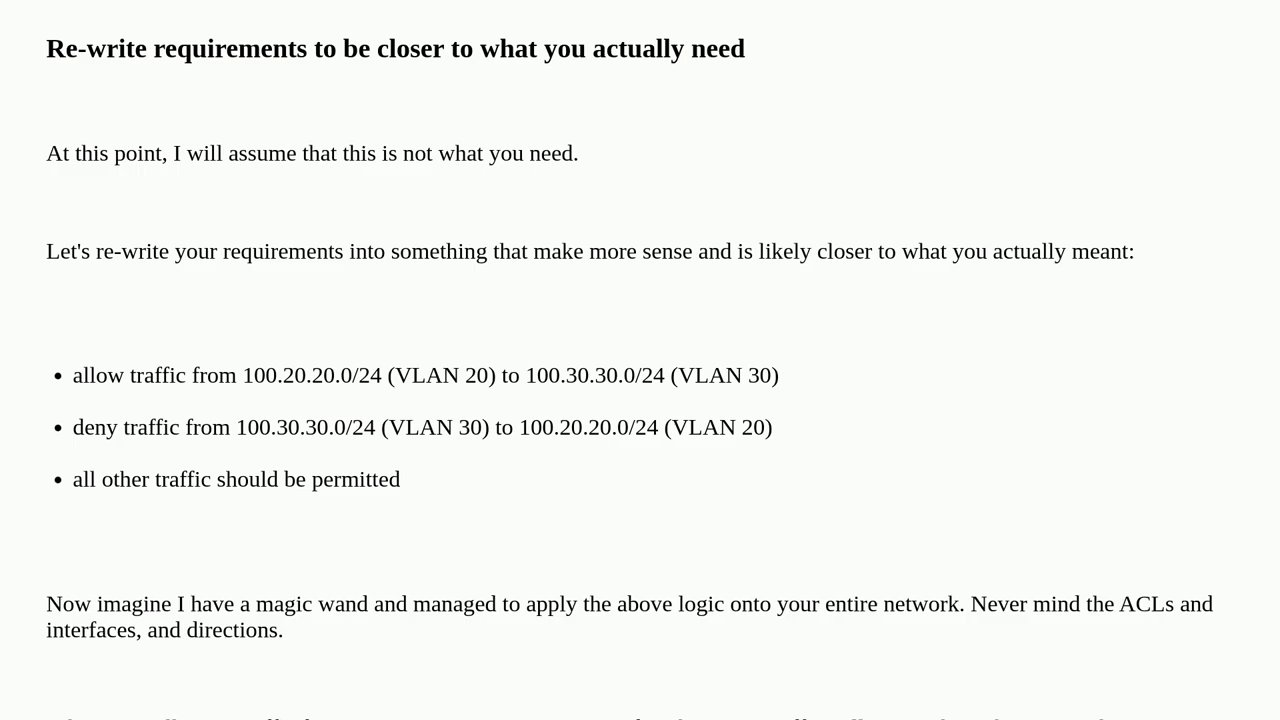 Re-write requirements to be closer to what you actually need
At this point, I will assume that this is not what you need.
Let's re-write your requirements into something that make more sense and is likely closer to what you actually meant:
• allow traffic from 100.20.20.0/24 (VLAN 20) to 100.30.30.0/24 (VLAN 30)
• deny traffic from 100.30.30.0/24 (VLAN 30) to 100.20.20.0/24 (VLAN 20)
• all other traffic should be permitted
Now imagine I have a magic wand and managed to apply the above logic onto your entire network. Never mind the ACLs and
interfaces, and directions.